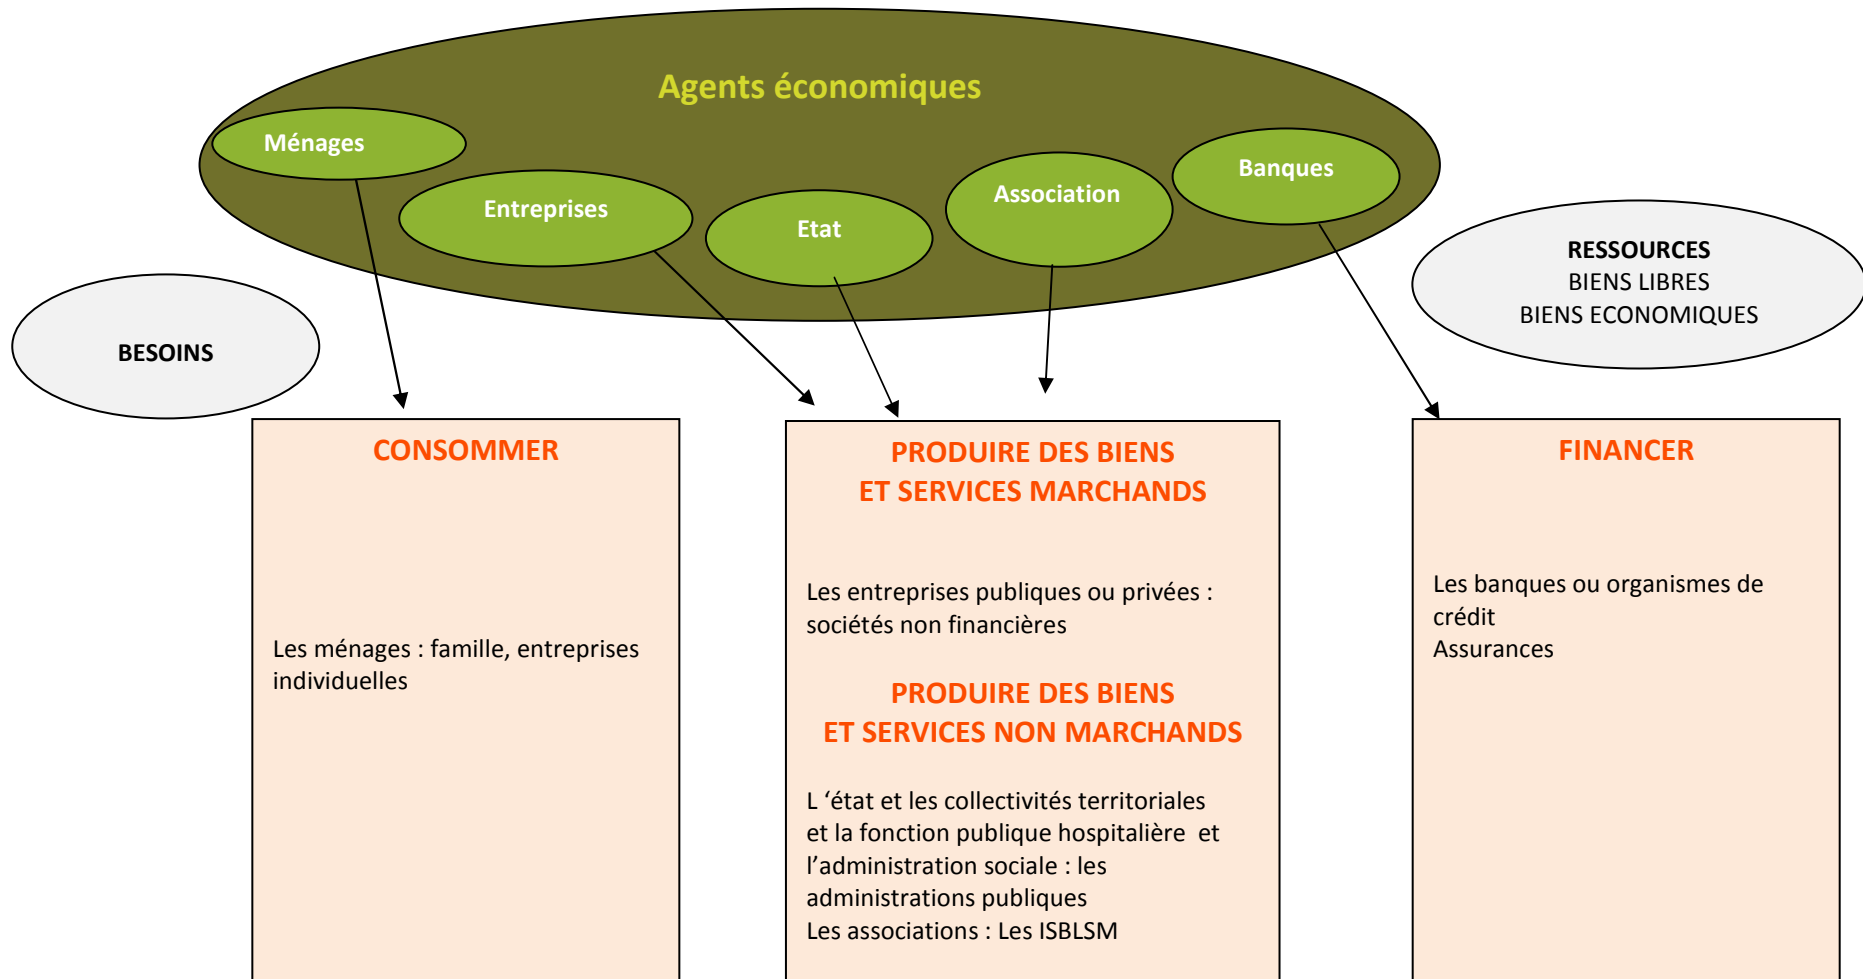 Agents économiques
Ménages
Entreprises
Etat
Association
Banques
BESOINS
RESSOURCES
BIENS LIBRES
BIENS ECONOMIQUES
CONSOMMER
Les ménages : famille, entreprises
individuelles
PRODUIRE DES BIENS
ET SERVICES MARCHANDS
Les entreprises publiques ou privées :
sociétés non financières
PRODUIRE DES BIENS
ET SERVICES NON MARCHANDS
L ‘état et les collectivités territoriales
et la fonction publique hospitalière  et
l’administration sociale : les
administrations publiques
Les associations : Les ISBLSM
FINANCER
Les banques ou organismes de
crédit
Assurances